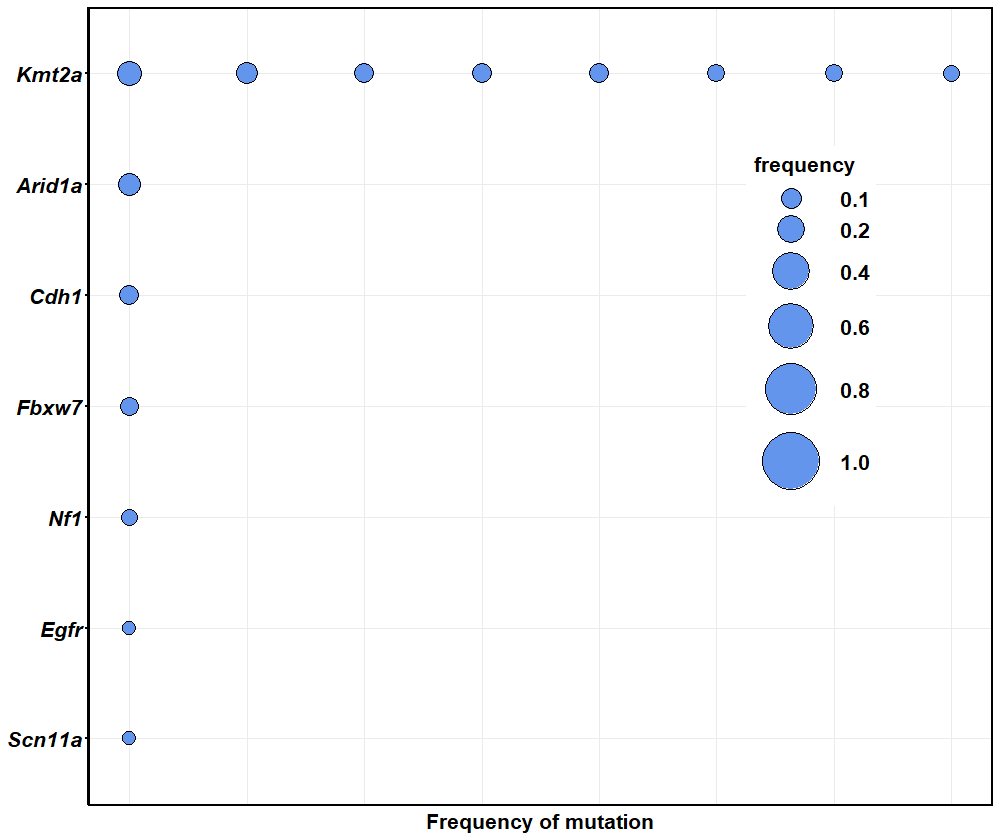 Kmt2a
Arid1a
Cdh1
Fbxw7
Nf1
Egfr
Scn11a
frequency
0.1
0.2
0.4
0.6
0.8
1.0
Frequency of mutation